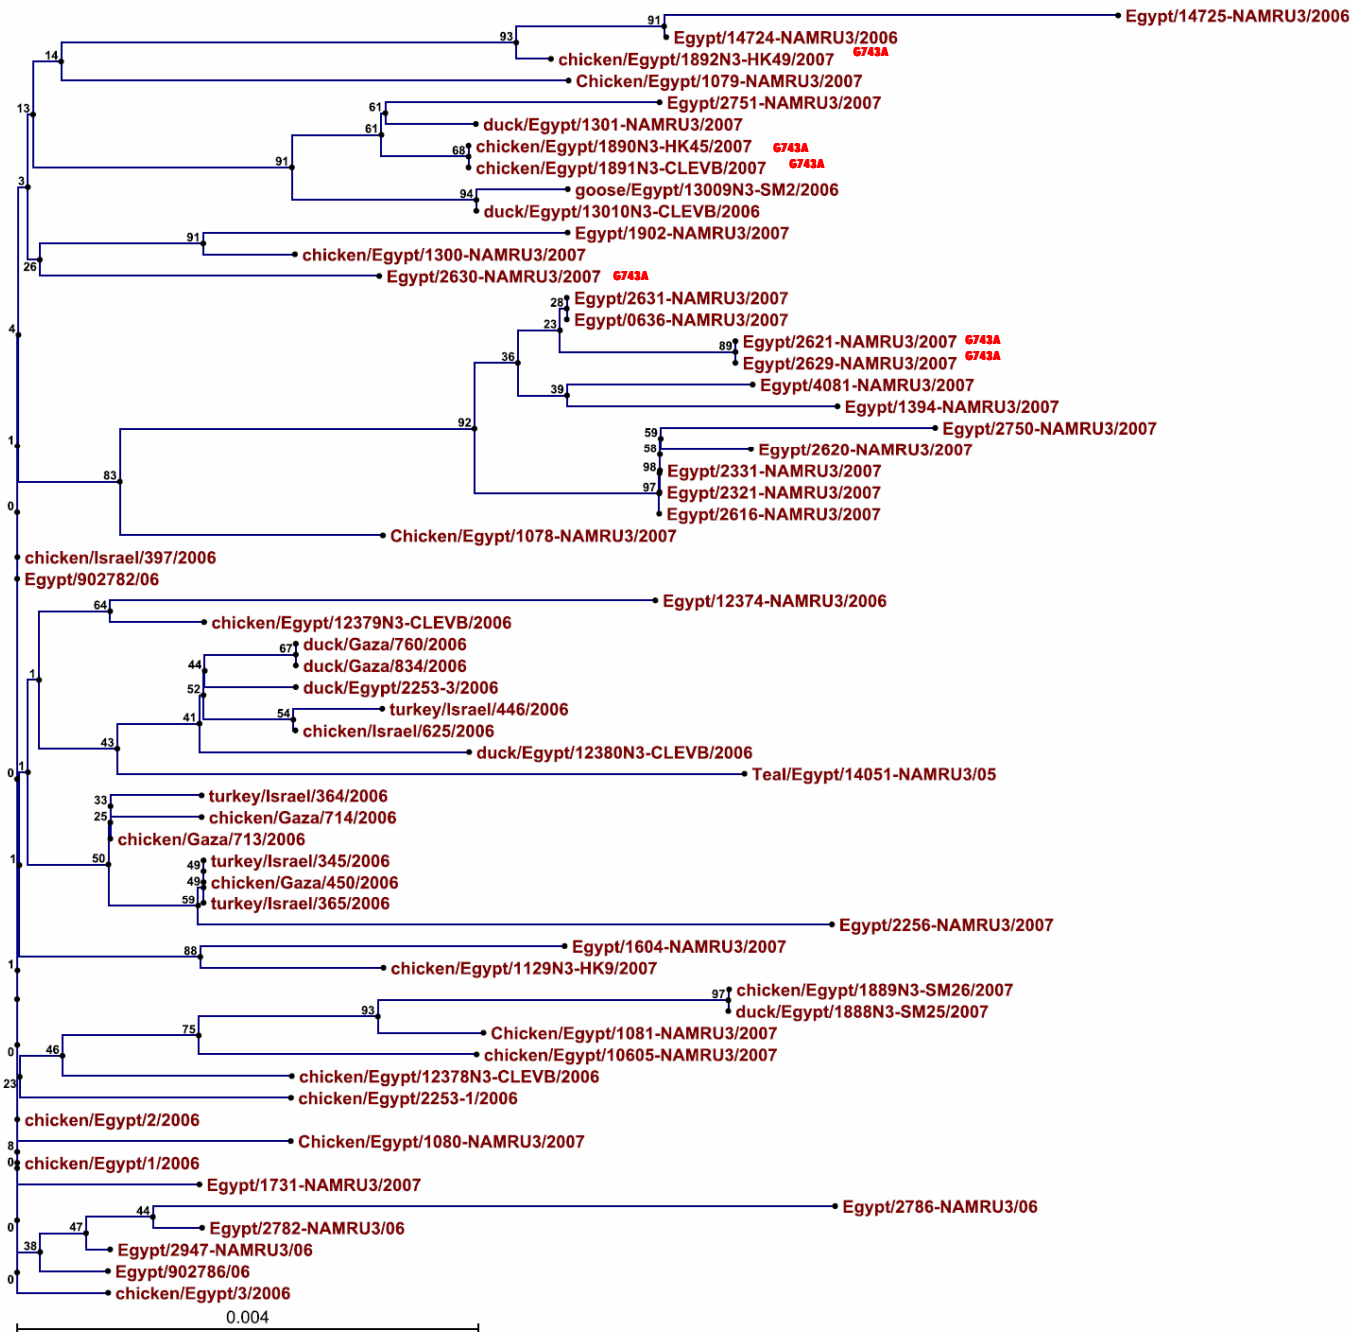 91 Egypt/14725-NAMRU3/2006
93 Egypt/14724-NAMRU3/2006
14 chicken/Egypt/1892N3-HK49/2007 G743A
Chicken/Egypt/1079-NAMRU3/2007
13 61 Egypt/2751-NAMRU3/2007
61 duck/Egypt/1301-NAMRU3/2007
68 chicken/Egypt/1890N3-HK45/2007 G743A
91 chicken/Egypt/1891N3-CLEVB/2007 G743A
3 94 goose/Egypt/13009N3-SM2/2006
duck/Egypt/13010N3-CLEVB/2006
91 Egypt/1902-NAMRU3/2007
chicken/Egypt/1300-NAMRU3/2007
26 Egypt/2630-NAMRU3/2007 G743A
28 Egypt/2631-NAMRU3/2007
4 23 Egypt/0636-NAMRU3/2007
89 Egypt/2621-NAMRU3/2007 G743A
36 Egypt/2629-NAMRU3/2007 G743A
39 Egypt/4081-NAMRU3/2007
Egypt/1394-NAMRU3/2007
92 59 Egypt/2750-NAMRU3/2007
1 58 Egypt/2620-NAMRU3/2007
83 98 Egypt/2331-NAMRU3/2007
97 Egypt/2321-NAMRU3/2007
0 Egypt/2616-NAMRU3/2007
Chicken/Egypt/1078-NAMRU3/2007
chicken/Israel/397/2006
Egypt/902782/06
64 Egypt/12374-NAMRU3/2006
chicken/Egypt/12379N3-CLEVB/2006
67 duck/Gaza/760/2006
44 duck/Gaza/834/2006
1 52 duck/Egypt/2253-3/2006
41 54 turkey/Israel/446/2006
chicken/Israel/625/2006
43 duck/Egypt/12380N3-CLEVB/2006
0 1 Teal/Egypt/14051-NAMRU3/05
33 turkey/Israel/364/2006
25 chicken/Gaza/714/2006
chicken/Gaza/713/2006
1 50 49 turkey/Israel/345/2006
49 chicken/Gaza/450/2006
59 turkey/Israel/365/2006
Egypt/2256-NAMRU3/2007
88 Egypt/1604-NAMRU3/2007
1 chicken/Egypt/1129N3-HK9/2007
97 chicken/Egypt/1889N3-SM26/2007
93 duck/Egypt/1888N3-SM25/2007
75 Chicken/Egypt/1081-NAMRU3/2007
0 46 chicken/Egypt/10605-NAMRU3/2007
23 chicken/Egypt/12378N3-CLEVB/2006
chicken/Egypt/2253-1/2006
chicken/Egypt/2/2006
8 Chicken/Egypt/1080-NAMRU3/2007
0 chicken/Egypt/1/2006
Egypt/1731-NAMRU3/2007
44 Egypt/2786-NAMRU3/06
0 47 Egypt/2782-NAMRU3/06
38 Egypt/2947-NAMRU3/06
0 Egypt/902786/06
chicken/Egypt/3/2006
0.004